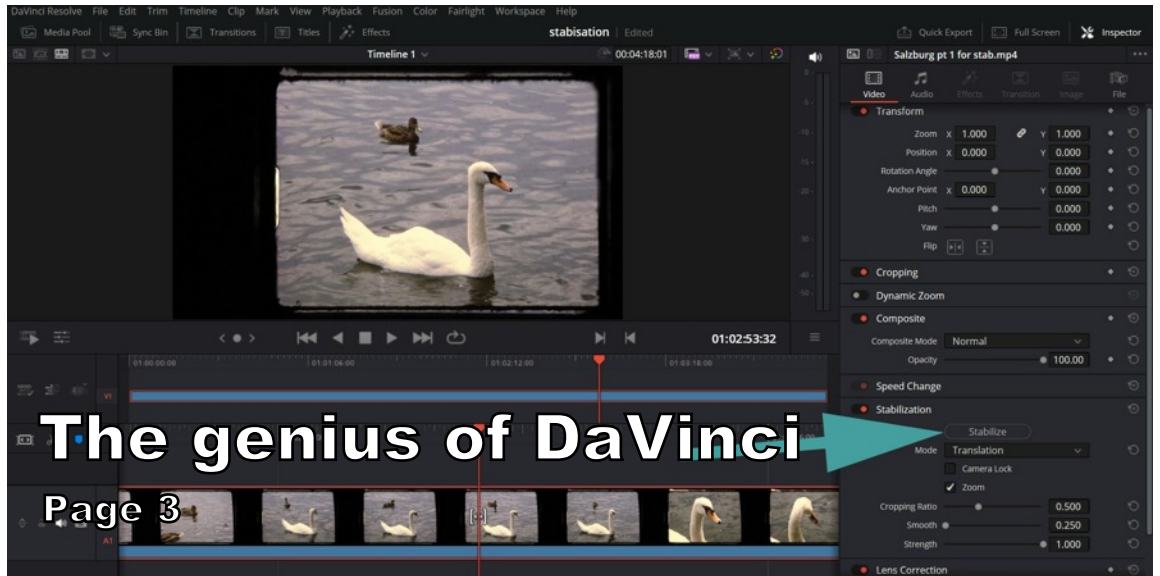 DaVinci Resolve File Edit Trim Timeline Clip Mark View Playback Fusion Color Fairlight Workspace Help
Media Pool Sync Bin Transitions Titles Effects stabisation Edited Quick Export Full Screen Inspector
Timeline 1 00:04:18:01 Salzburg pt 1 for stab.mp4
Video Audio Effects Transition Image File
Transform
Zoom X 1.000 Y 1.000
Position X 0.000 Y 0.000
Rotation Angle 0.000
Anchor Point X 0.000 Y 0.000
Pitch 0.000
Yaw 0.000
Flip
Cropping
Dynamic Zoom
Composite
01:02:53:32
Composite Mode Normal
Opacity 100.00
01:00:00:00 01:01:06:00 01:02:12:00 01:03:18:00
Speed Change
V1
Stabilization
The genius of DaVinci
Stabilize
Mode Translation
Camera Lock
Zoom
Page 3
Cropping Ratio 0.500
Smooth 0.250
A1
Strength 1.000
Lens Correction